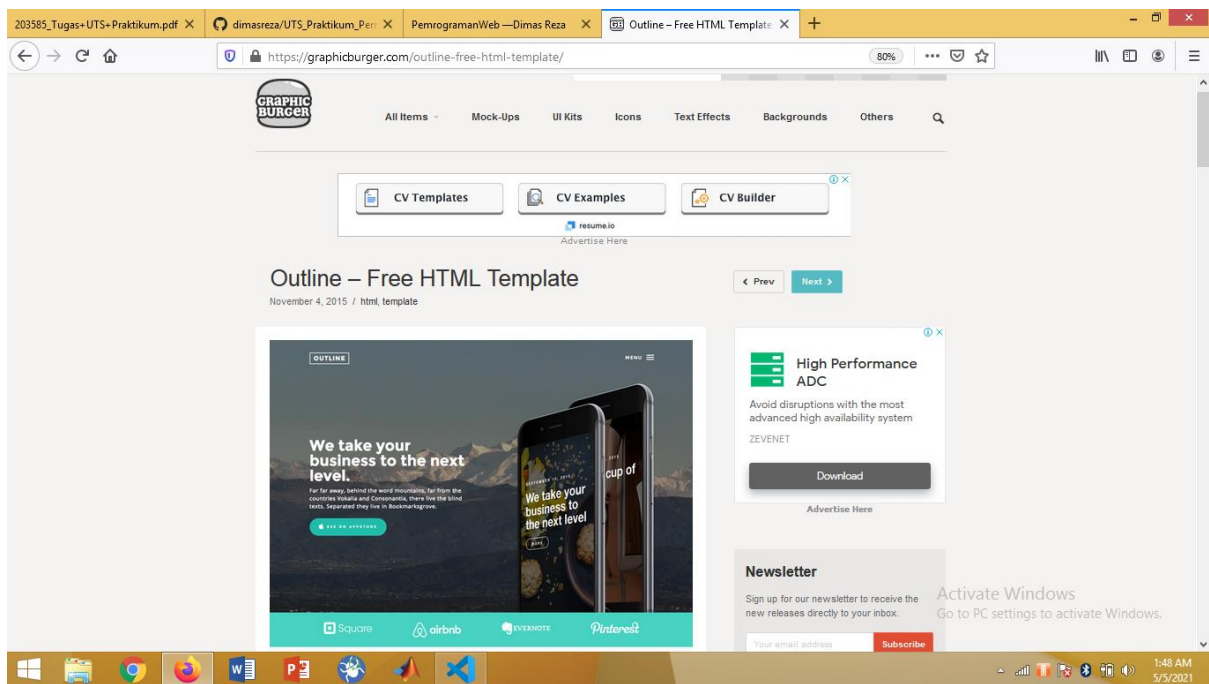 203585_Tugas+UTS+Praktikum.pdf
dimasreza/UTS_Praktikum_Pem
PemrogramanWeb —Dimas Reza
Outline – Free HTML Template
https://graphicburger.com/outline-free-html-template/
80%
GRAPHIC
BURGER
All Items
Mock-Ups
UI Kits
Icons
Text Effects
Backgrounds
Others
CV Templates
CV Examples
CV Builder
resume.io
Advertise Here
Outline – Free HTML Template
November 4, 2015 / html, template
Prev
Next
OUTLINE
MENU
We take your
business to the next
level.
Far far away, behind the word mountains, far from the
countries Vokalia and Consonantia, there live the blind
texts. Separated they live in Bookmarksgrove.
SEE ON APPSTORE
We take your
business to
the next level
MORE
cup of
Square
airbnb
EVERNOTE
Pinterest
High Performance
ADC
Avoid disruptions with the most
advanced high availability system
ZEVENET
Download
Advertise Here
Newsletter
Sign up for our newsletter to receive the
new releases directly to your inbox.
Your email address
Subscribe
Activate Windows
Go to PC settings to activate Windows.
1:48 AM
5/5/2021